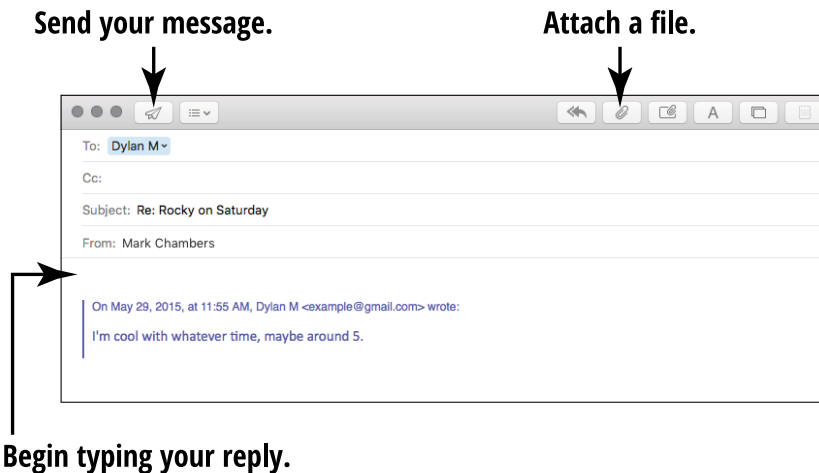 Send your message. Attach a file.
A
To: Dylan M
Cc:
Subject: Re: Rocky on Saturday
From: Mark Chambers
On May 29, 2015, at 11:55 AM, Dylan M <example@gmail.com> wrote:
I'm cool with whatever time, maybe around 5.
Begin typing your reply.